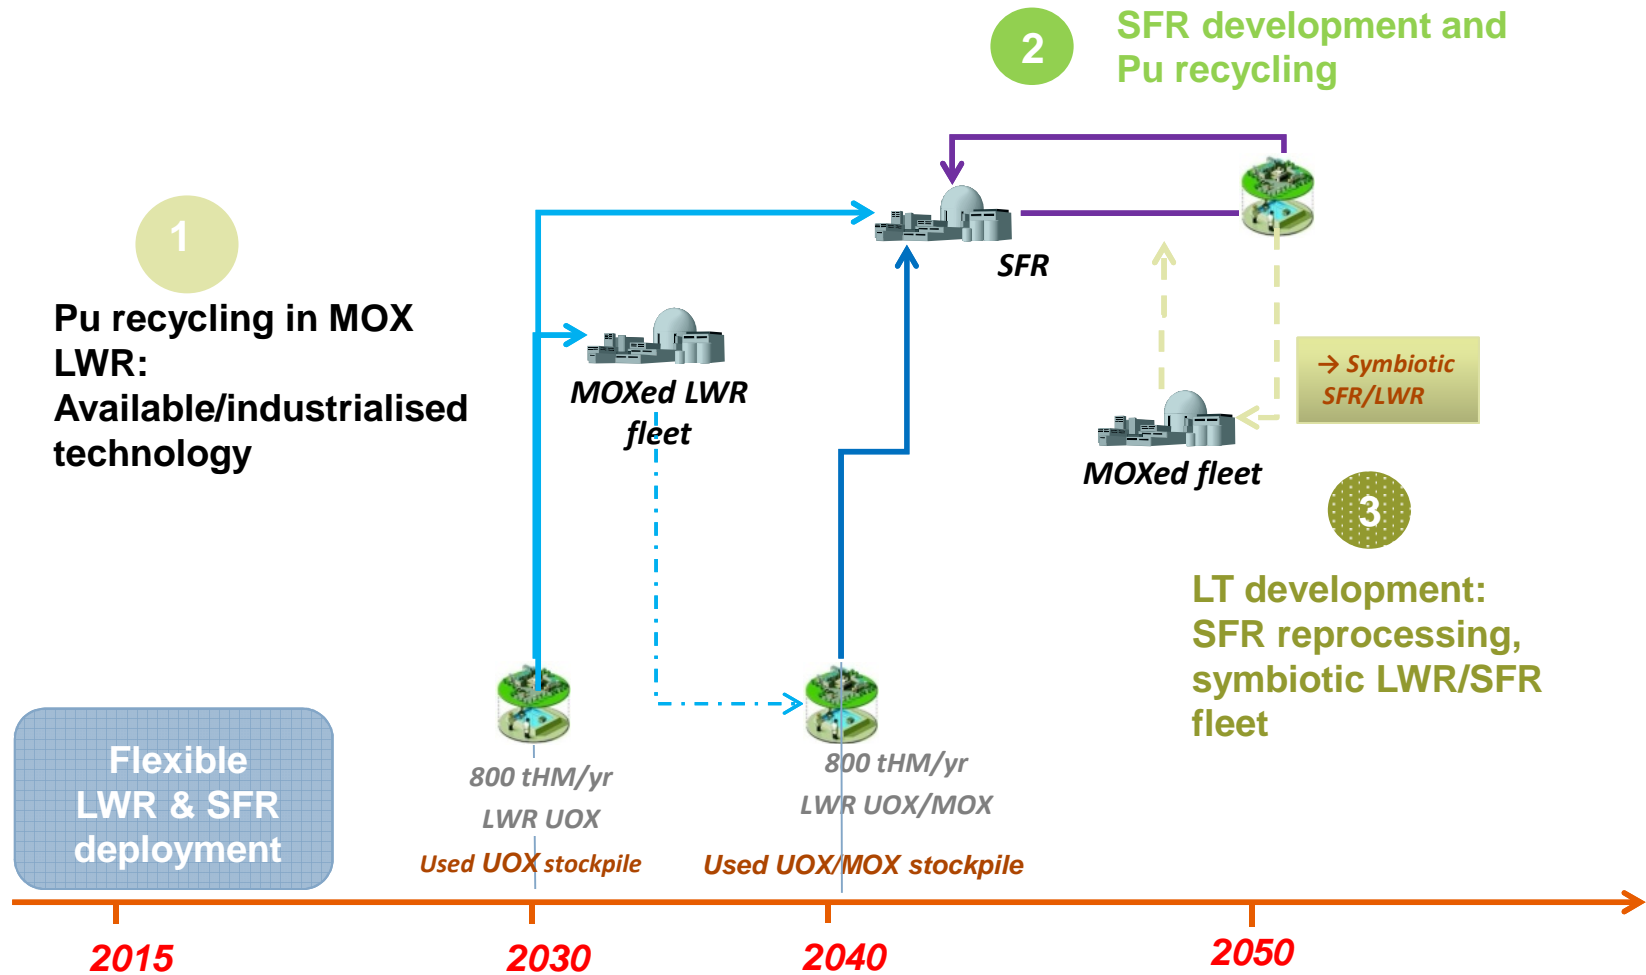 2
SFR development and
Pu recycling
1
Pu recycling in MOX
LWR:
Available/industrialised
technology
SFR
MOXed LWR
fleet
→ Symbiotic
SFR/LWR
MOXed fleet
3
LT development:
SFR reprocessing,
symbiotic LWR/SFR
fleet
Flexible
LWR & SFR
deployment
800 tHM/yr
LWR UOX
Used UOX stockpile
800 tHM/yr
LWR UOX/MOX
Used UOX/MOX stockpile
2015
2030
2040
2050